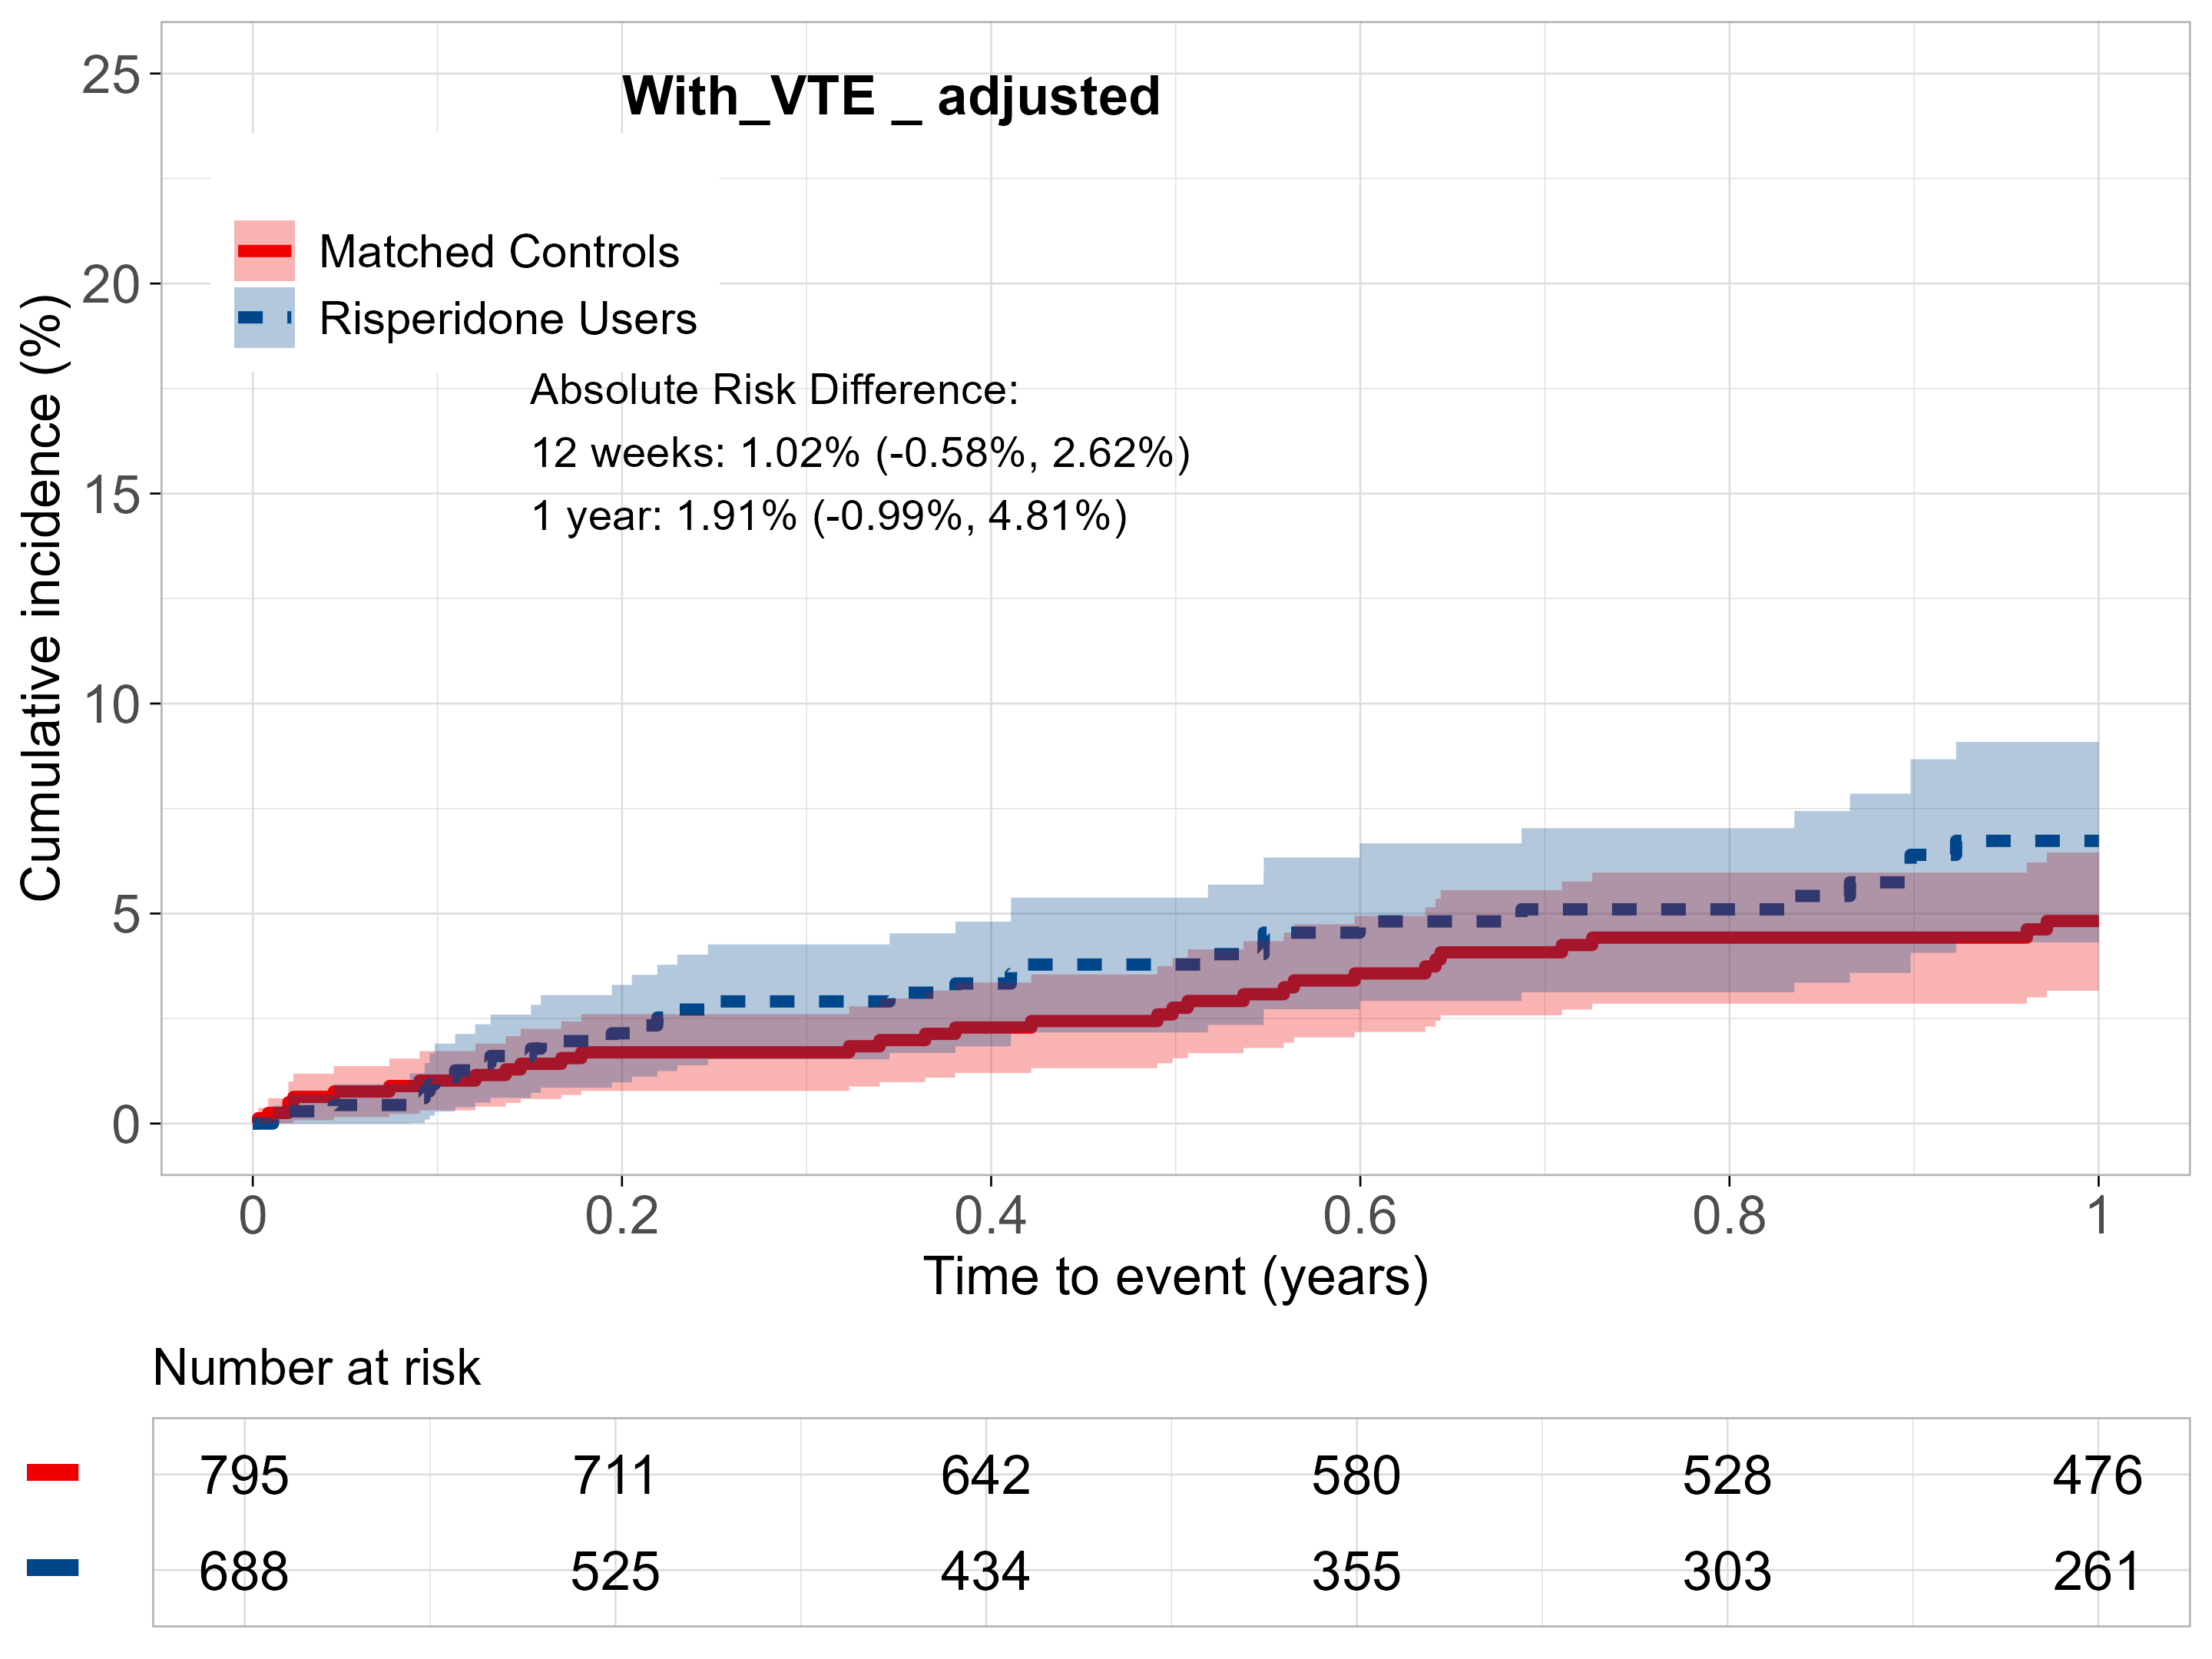 With_VTE _ adjusted
Matched Controls
Risperidone Users
Absolute Risk Difference:
12 weeks: 1.02% (-0.58%, 2.62%)
1 year: 1.91% (-0.99%, 4.81%)
Cumulative incidence (%)
25
20
15
10
5
0
0 0.2 0.4 0.6 0.8 1
Time to event (years)
Number at risk
795 711 642 580 528 476
688 525 434 355 303 261